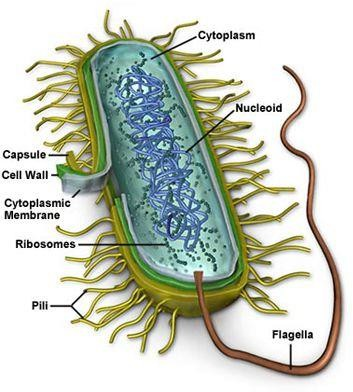 Cytoplasm
Nucleoid
Capsule
Cell Wall
Cytoplasmic
Membrane
Ribosomes
Pili
Flagella